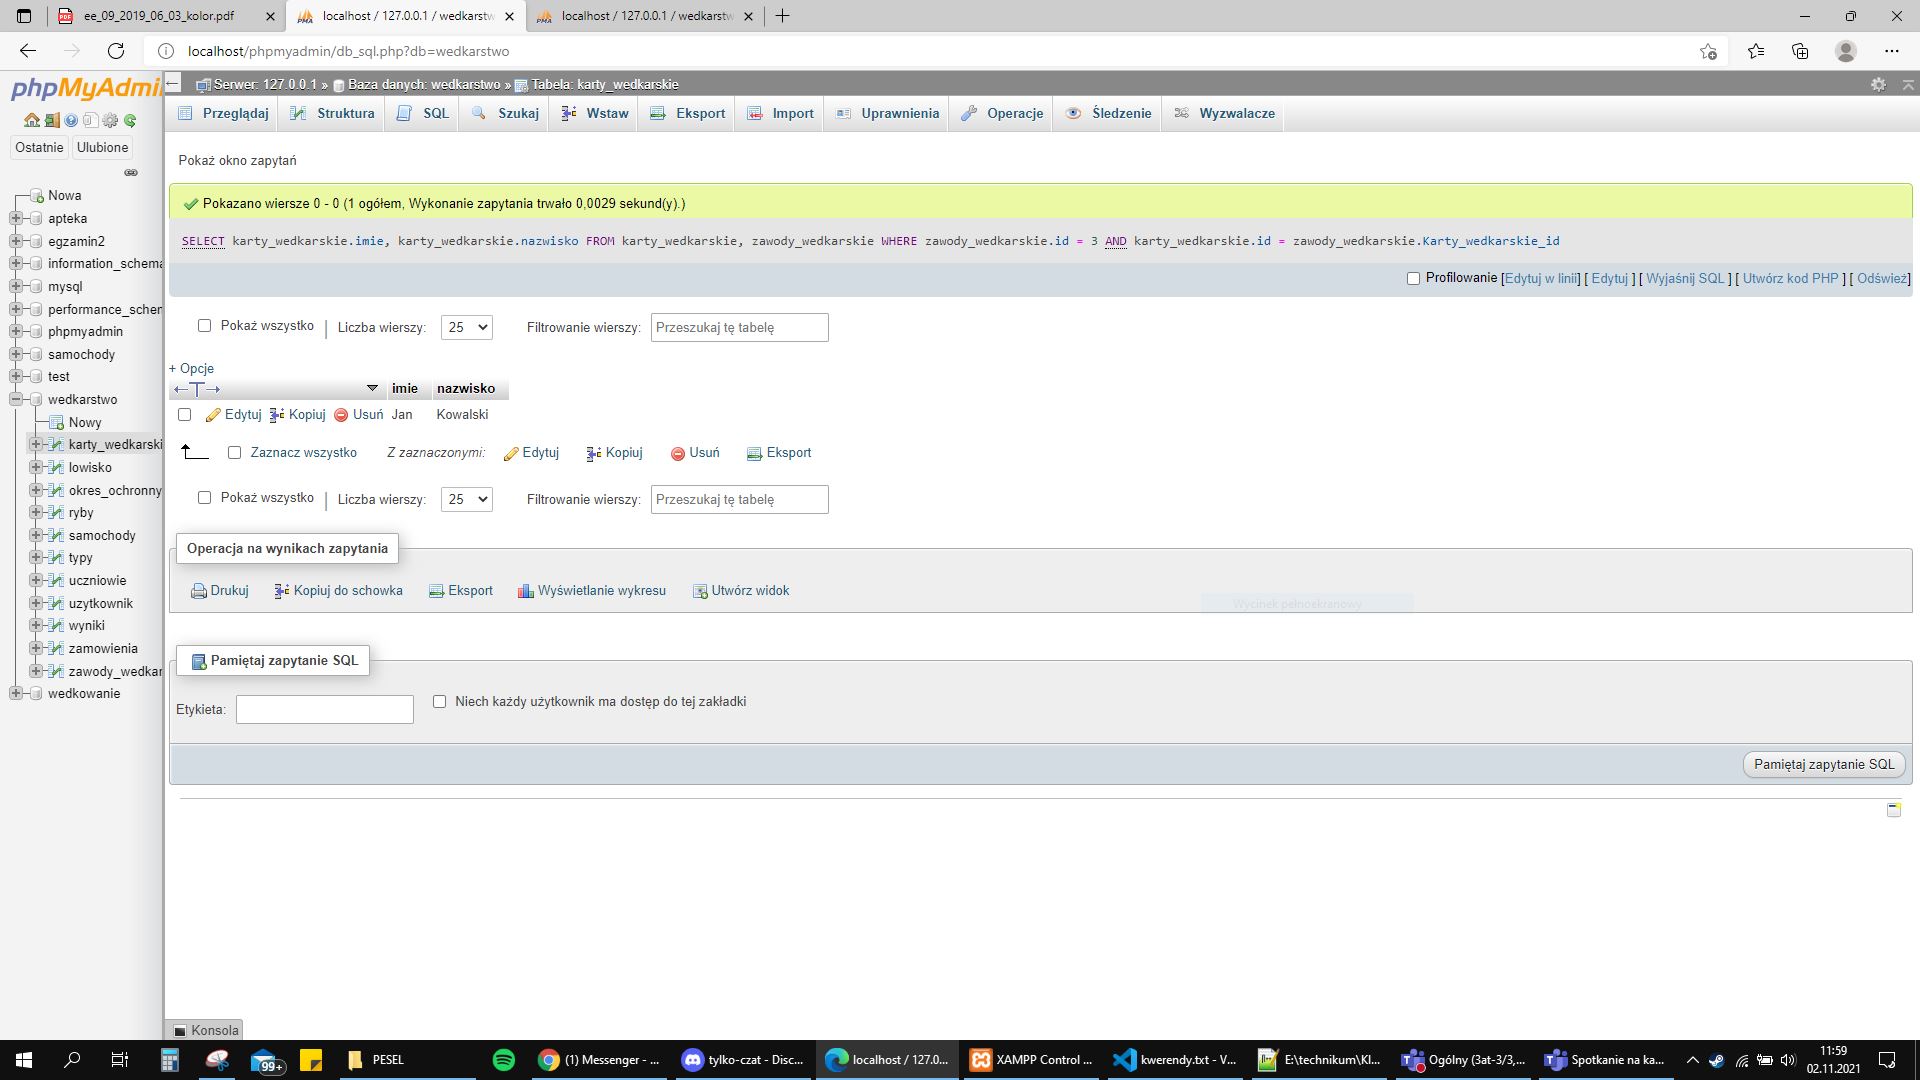 ee_09_2019_06_03_kolor.pdf
localhost / 127.0.0.1 / wedkarstw
localhost / 127.0.0.1 / wedkarstw
localhost/phpmyadmin/db_sql.php?db=wedkarstwo
phpMyAdmin
Serwer: 127.0.0.1 » Baza danych: wedkarstwo » Tabela: karty_wedkarskie
Przeglądaj Struktura SQL Szukaj Wstaw Eksport Import Uprawnienia Operacje Śledzenie Wyzwalacze
Ostatnie Ulubione
Nowa
apteka
egzamin2
information_schema
mysql
performance_schem
phpmyadmin
samochody
test
wedkarstwo
Nowy
karty_wedkarski
lowisko
okres_ochronny
ryby
samochody
typy
uczniowie
uzytkownik
wyniki
zamowienia
zawody_wedkar
wedkowanie
Pokaż okno zapytań
Pokazano wiersze 0 - 0 (1 ogółem, Wykonanie zapytania trwało 0,0029 sekund(y).)
SELECT karty_wedkarskie.imie, karty_wedkarskie.nazwisko FROM karty_wedkarskie, zawody_wedkarskie WHERE zawody_wedkarskie.id = 3 AND karty_wedkarskie.id = zawody_wedkarskie.Karty_wedkarskie_id
Profilowanie [Edytuj w linii] [ Edytuj ] [ Wyjaśnij SQL ] [ Utwórz kod PHP ] [ Odśwież]
Pokaż wszystko | Liczba wierszy: 25 Filtrowanie wierszy: Przeszukaj tę tabelę
+ Opcje
←T→ imie nazwisko
Edytuj Kopiuj Usuń Jan Kowalski
Zaznacz wszystko Z zaznaczonymi: Edytuj Kopiuj Usuń Eksport
Pokaż wszystko | Liczba wierszy: 25 Filtrowanie wierszy: Przeszukaj tę tabelę
Operacja na wynikach zapytania
Drukuj Kopiuj do schowka Eksport Wyświetlanie wykresu Utwórz widok
Wycinek pełnoekranowy
Pamiętaj zapytanie SQL
Etykieta: Niech każdy użytkownik ma dostęp do tej zakładki
Pamiętaj zapytanie SQL
Konsola
99+ PESEL (1) Messenger - ... tylko-czat - Disc... localhost / 127.0... XAMPP Control ... kwerendy.txt - V... E:\technikum\Kl... Ogólny (3at-3/3,... Spotkanie na ka...
11:59
02.11.2021